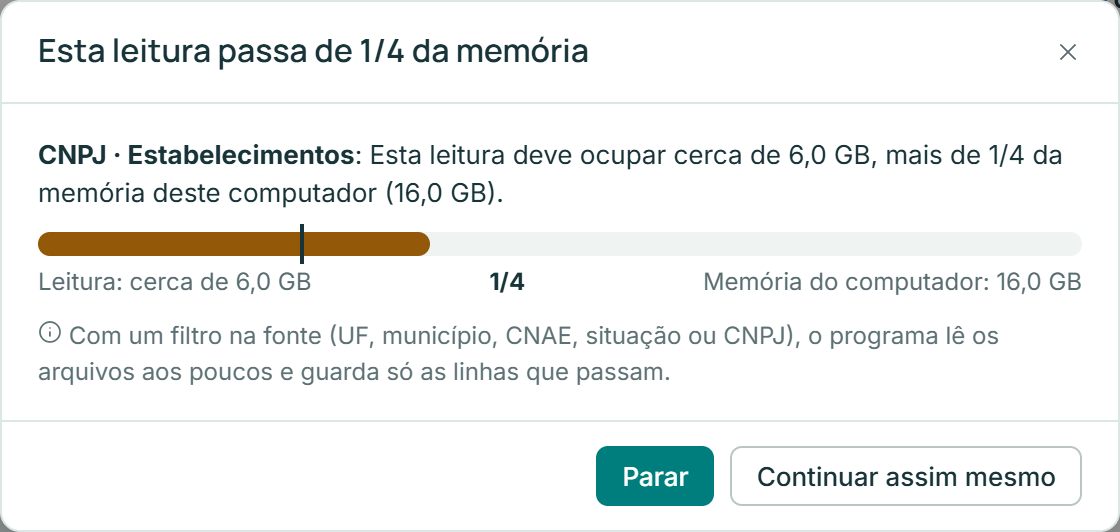 Esta leitura passa de 1/4 da memória
CNPJ · Estabelecimentos: Esta leitura deve ocupar cerca de 6,0 GB, mais de 1/4 da
memória deste computador (16,0 GB).
Leitura: cerca de 6,0 GB 1/4 Memória do computador: 16,0 GB
Com um filtro na fonte (UF, município, CNAE, situação ou CNPJ), o programa lê os
arquivos aos poucos e guarda só as linhas que passam.
Parar Continuar assim mesmo